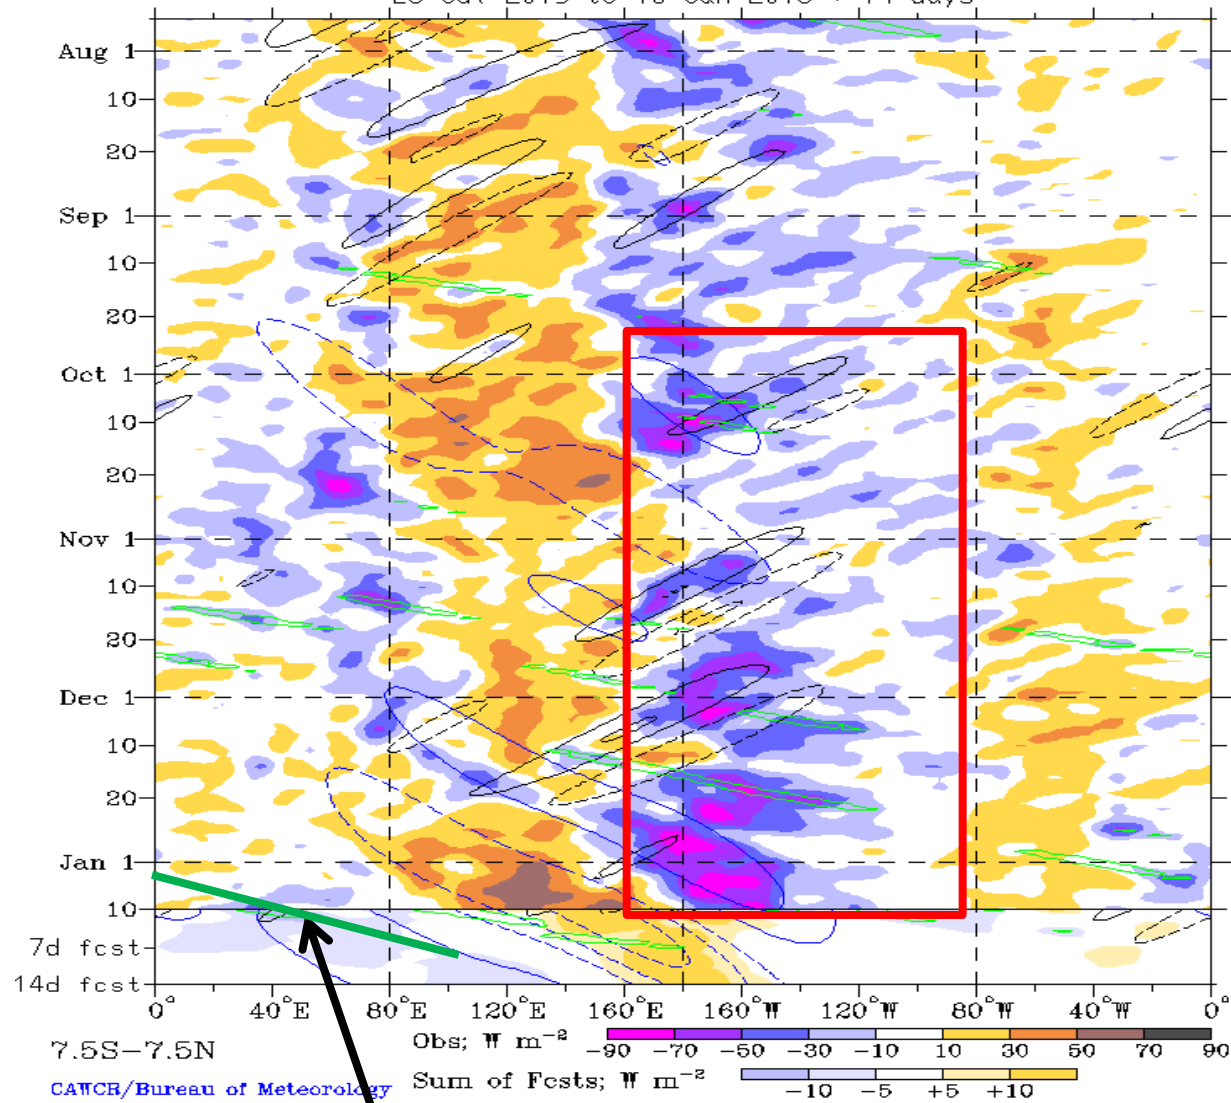 Aug 1
10
20
Sep 1
10
20
Oct 1
10
20
Nov 1
10
20
Dec 1
10
20
Jan 1
10
7d fcst
14d fcst
0° 40°E 80°E 120°E 160°E 160°W 120°W 80°W 40°W 0°
7.5S-7.5N
Obs; W m-2
-90 -70 -50 -30 -10 10 30 50 70 90
CAWCR/Bureau of Meteorology
Sum of Fcsts; W m-2
-10 -5 +5 +10